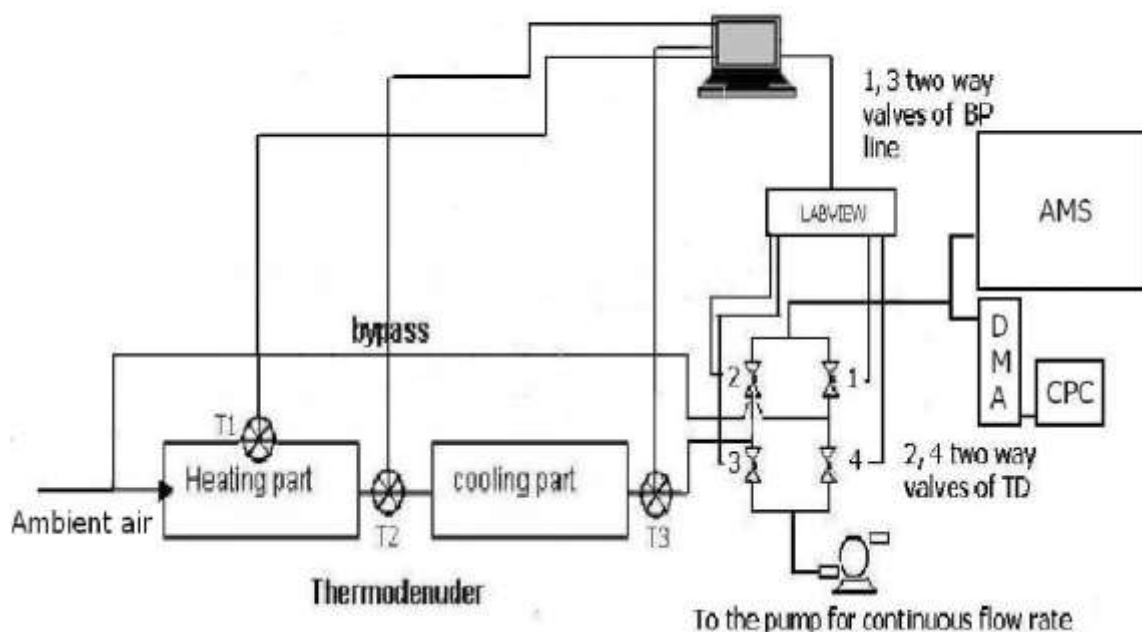 1, 3 two way
valves of BP
line
AMS
LABVIEW
D
M
A
CPC
bypass
2
1
3
4
T1
Heating part
cooling part
T2
T3
2, 4 two way
valves of TD
Ambient air
Thermodenuder
To the pump for continuous flow rate